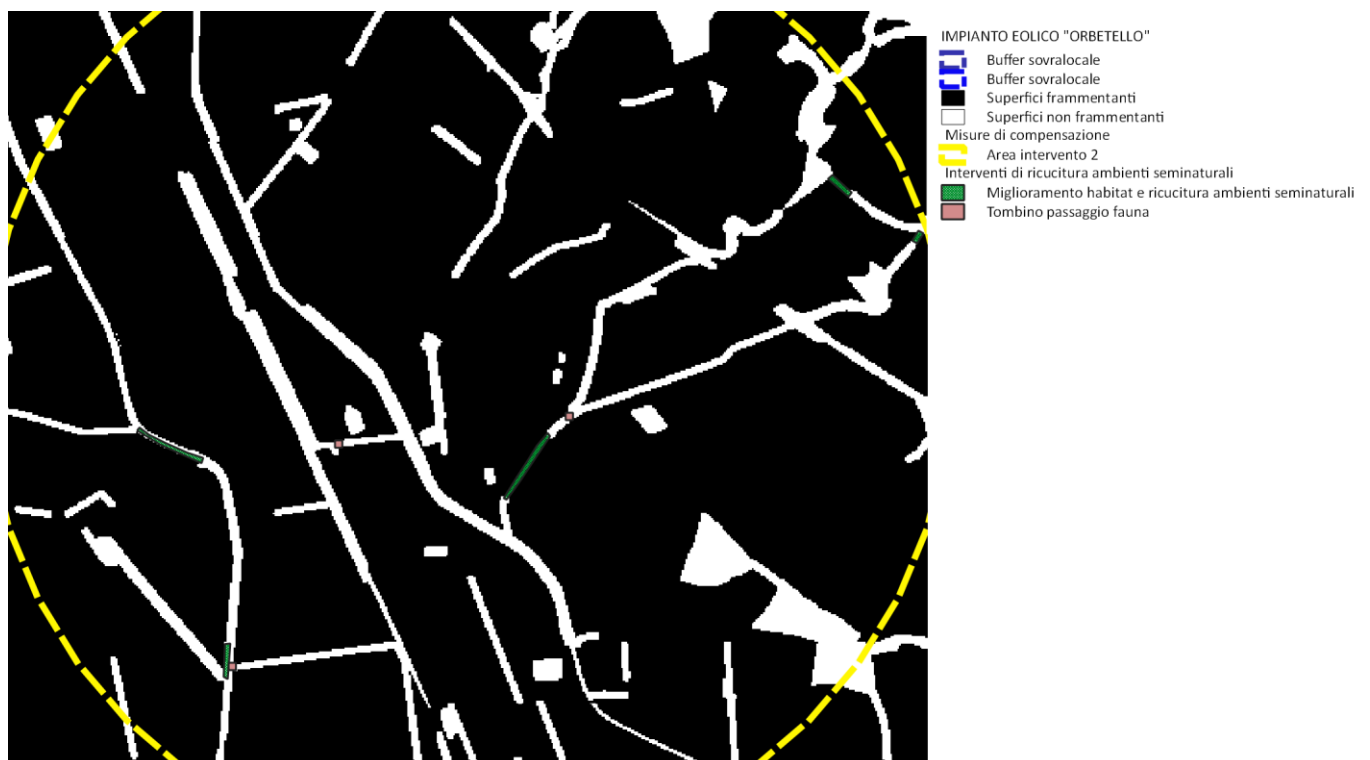 IMPIANTO EOLICO "ORBETELLO"
Buffer sovralocale
Buffer sovralocale
Superfici frammentanti
Superfici non frammentanti
Misure di compensazione
Area intervento 2
Interventi di ricucitura ambienti seminaturali
Miglioramento habitat e ricucitura ambienti seminaturali
Tombino passaggio fauna